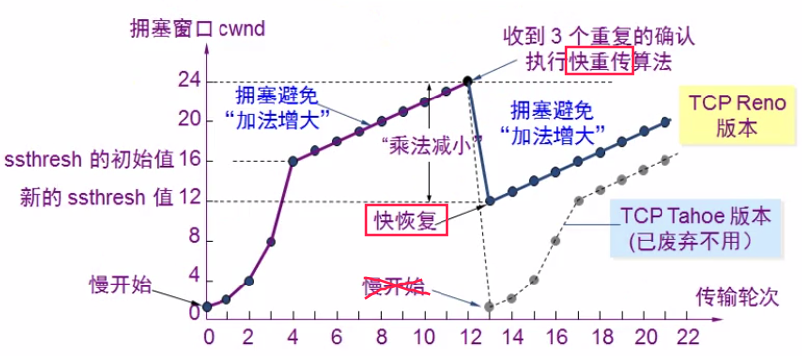 拥塞窗口 cwnd
收到 3 个重复的确认
执行快重传算法
24
20
16
12
8
4
0
拥塞避免
“加法增大”
“乘法减小”
拥塞避免
“加法增大”
TCP Reno
版本
ssthresh 的初始值
新的 ssthresh 值
快恢复
TCP Tahoe 版本
(已废弃不用)
慢开始
慢开始
传输轮次
0 2 4 6 8 10 12 14 16 18 20 22